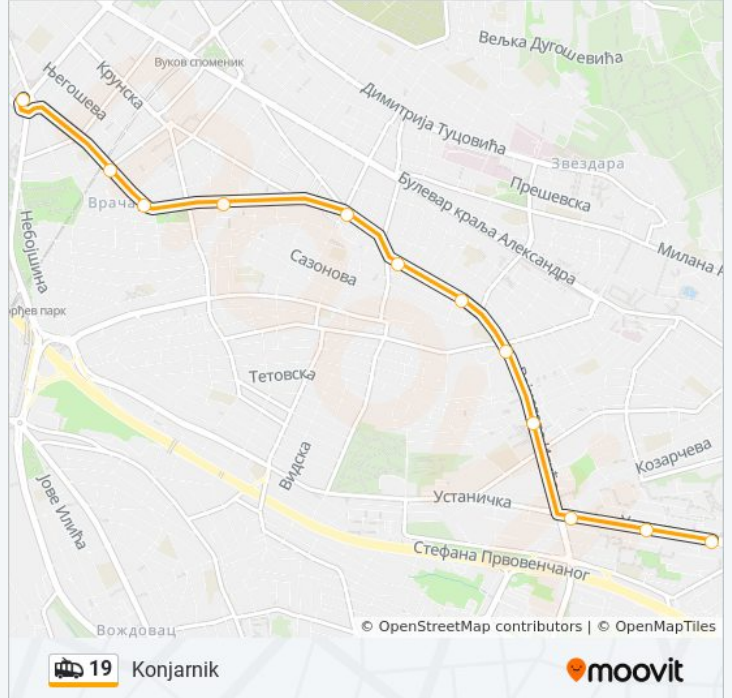 Вељка Дугошевића
Вуков споменик
Његошева
Крунска
Димитрија Туцовића
Звездара
Прешевска
Булевар краља Александра
Врача
Небојшина
Милана Р
Сазонова
рђев парк
Тетовска
Видска
Козарчева
Устаничка
Јове Илића
Стефана Првовенчаног
Вождовац
© OpenStreetMap contributors | © OpenMapTiles
19 Konjarnik
moovit